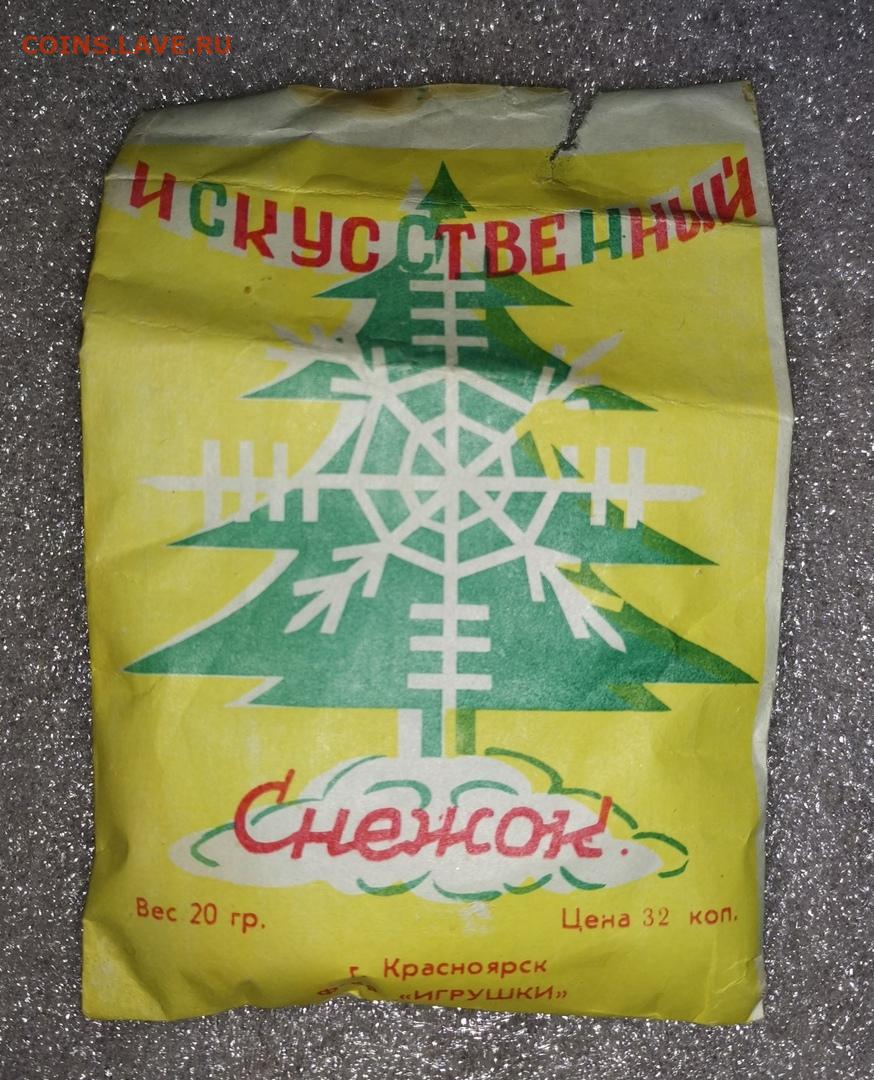 COINS.LAVE.RU
ИСКУССТВЕННЫЙ
Снежок.
Вес 20 гр.
Цена 32 коп.
г. Красноярск
«ИГРУШКИ»